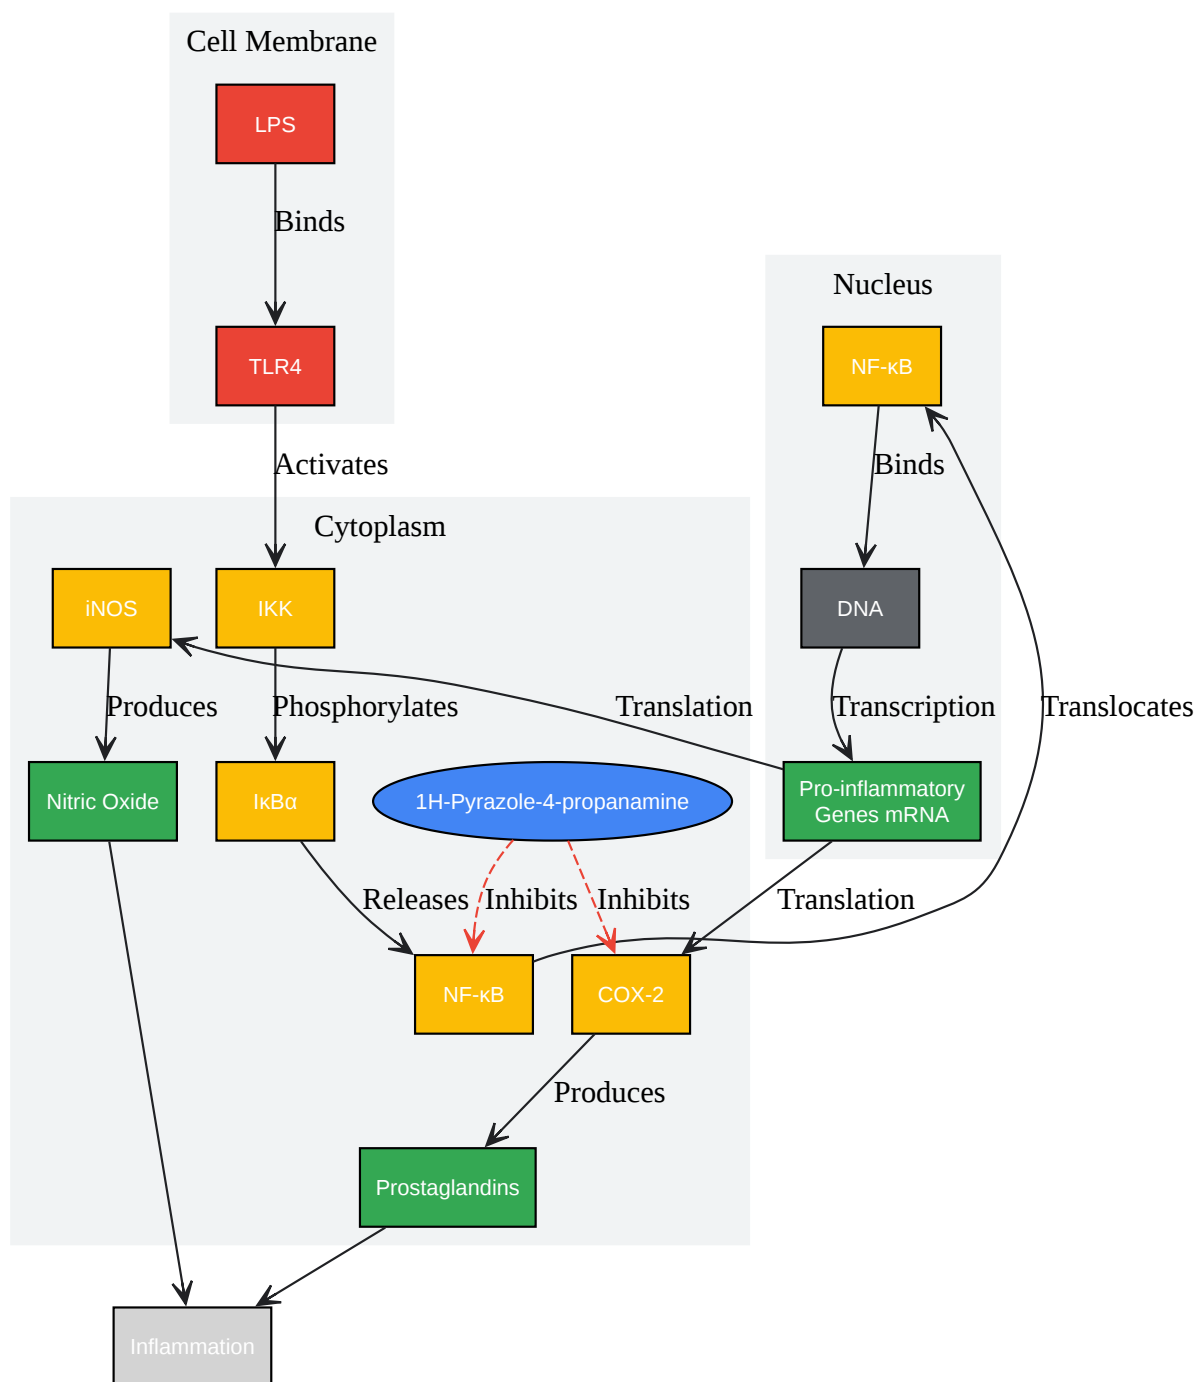 Cell Membrane
LPS
Binds
TLR4
Activates
Nucleus
NF-κB
Binds
DNA
Transcription
Translocates
Pro-inflammatory
Genes mRNA
Translation
Translation
Cytoplasm
iNOS
IKK
Produces
Phosphorylates
Nitric Oxide
IκBα
1H-Pyrazole-4-propanamine
Releases
Inhibits
Inhibits
NF-κB
COX-2
Produces
Prostaglandins
Inflammation